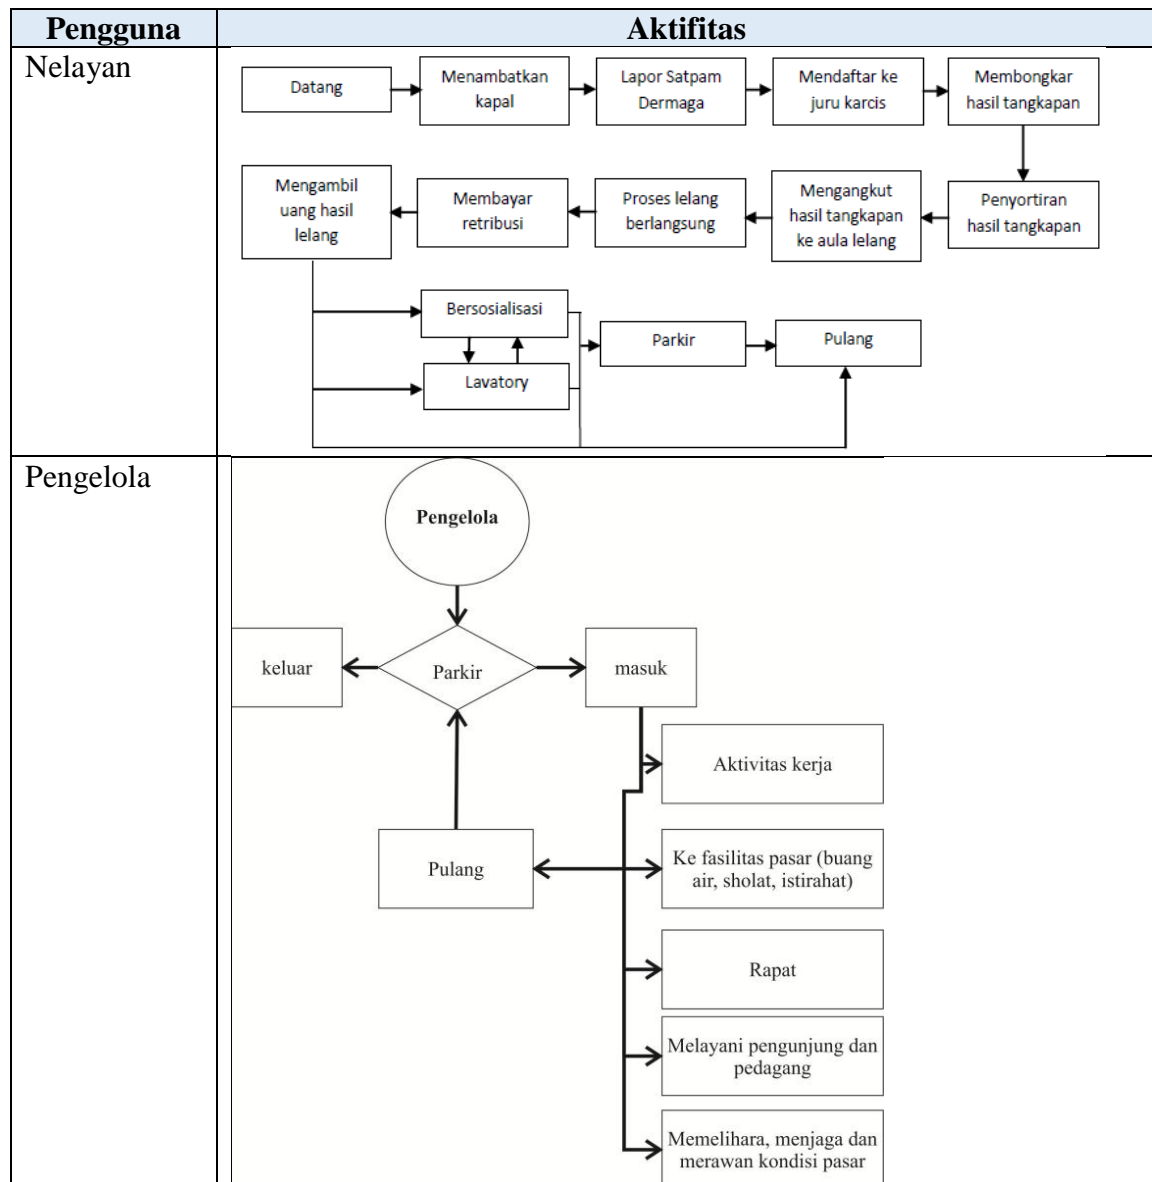 Pengguna
Aktifitas
Nelayan
Datang
Menambatkan
kapal
Lapor Satpam
Dermaga
Mendaftar ke
juru karcis
Membongkar
hasil tangkapan
Mengambil
uang hasil
lelang
Membayar
retribusi
Proses lelang
berlangsung
Mengangkut
hasil tangkapan
ke aula lelang
Penyortiran
hasil tangkapan
Bersosialisasi
Parkir
Pulang
Lavatory
Pengelola
Pengelola
keluar
Parkir
masuk
Aktivitas kerja
Pulang
Ke fasilitas pasar (buang
air, sholat, istirahat)
Rapat
Melayani pengunjung dan
pedagang
Memelihara, menjaga dan
merawan kondisi pasar